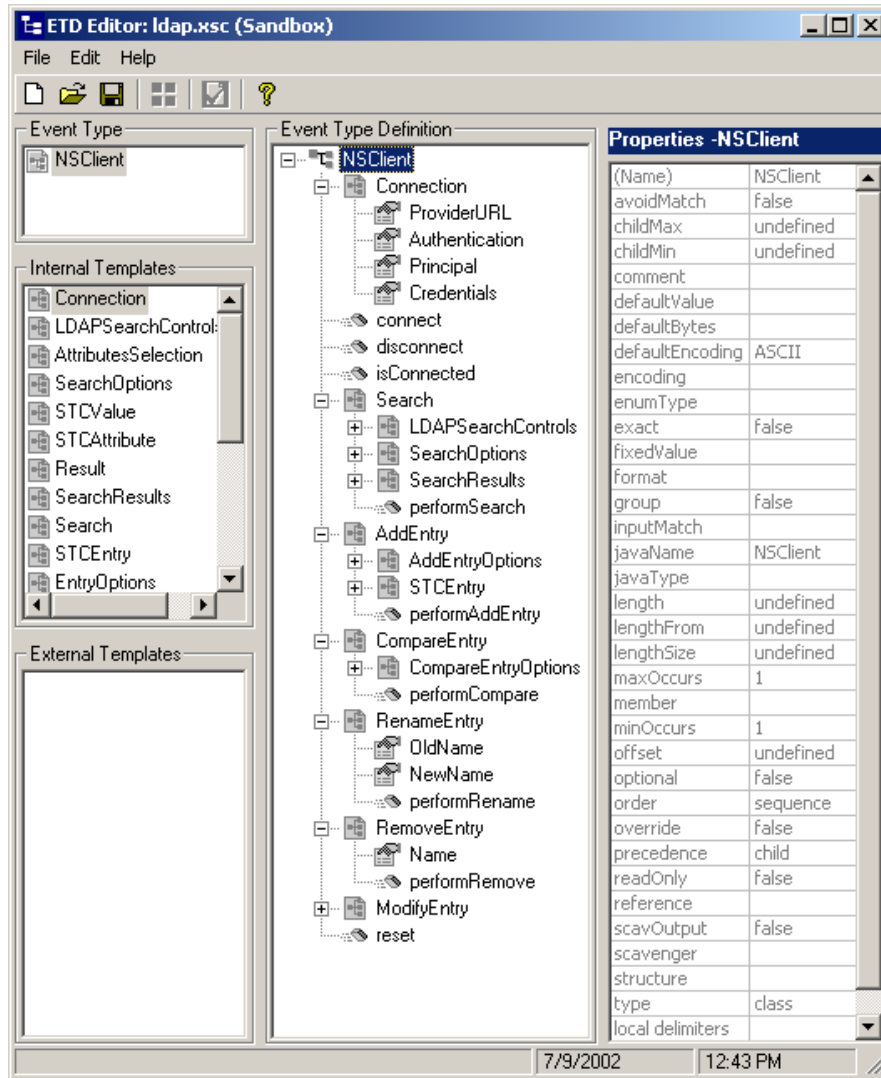 ETD Editor: ldap.xsc (Sandbox)
File Edit Help
Event Type
NSClient
Internal Templates
Connection
LDAPSearchControl
AttributesSelection
SearchOptions
STCValue
STCAttribute
Result
SearchResults
Search
STCEntry
EntryOptions
External Templates
Event Type Definition
NSClient
Connection
ProviderURL
Authentication
Principal
Credentials
connect
disconnect
isConnected
Search
LDAPSearchControls
SearchOptions
SearchResults
performSearch
AddEntry
AddEntryOptions
STCEntry
performAddEntry
CompareEntry
CompareEntryOptions
performCompare
RenameEntry
OldName
NewName
performRename
RemoveEntry
Name
performRemove
ModifyEntry
reset
Properties -NSClient
(Name) NSClient
avoidMatch false
childMax undefined
childMin undefined
comment
defaultValue
defaultBytes
defaultEncoding ASCII
encoding
enumType
exact false
fixedValue
format
group false
inputMatch
javaName NSClient
javaType
length undefined
lengthFrom undefined
lengthSize undefined
maxOccurs 1
member
minOccurs 1
offset undefined
optional false
order sequence
override false
precedence child
readOnly false
reference
scavOutput false
scavenger
structure
type class
local delimiters
7/9/2002 12:43 PM